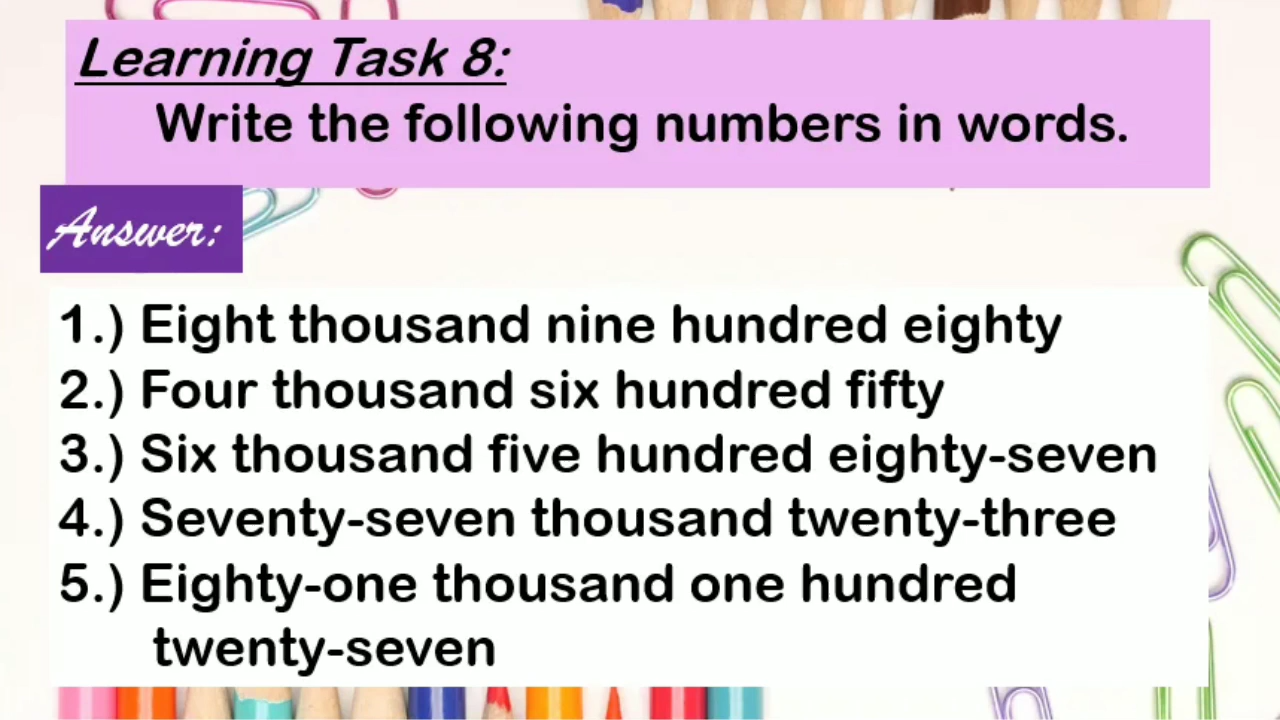 Learning Task 8:
Write the following numbers in words.
Answer:
1.) Eight thousand nine hundred eighty
2.) Four thousand six hundred fifty
3.) Six thousand five hundred eighty-seven
4.) Seventy-seven thousand twenty-three
5.) Eighty-one thousand one hundred
twenty-seven